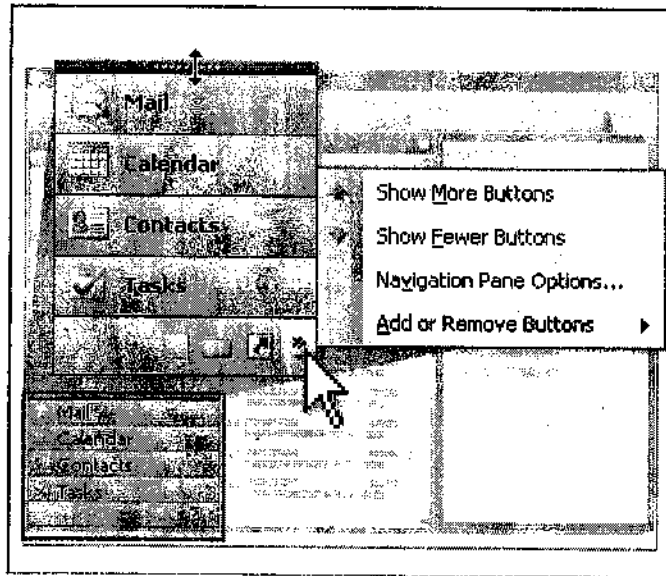 Mail
Calendar
Contacts
Tasks
Show More Buttons
Show Fewer Buttons
Navigation Pane Options...
Add or Remove Buttons
Mail
Calendar
Contacts
Tasks